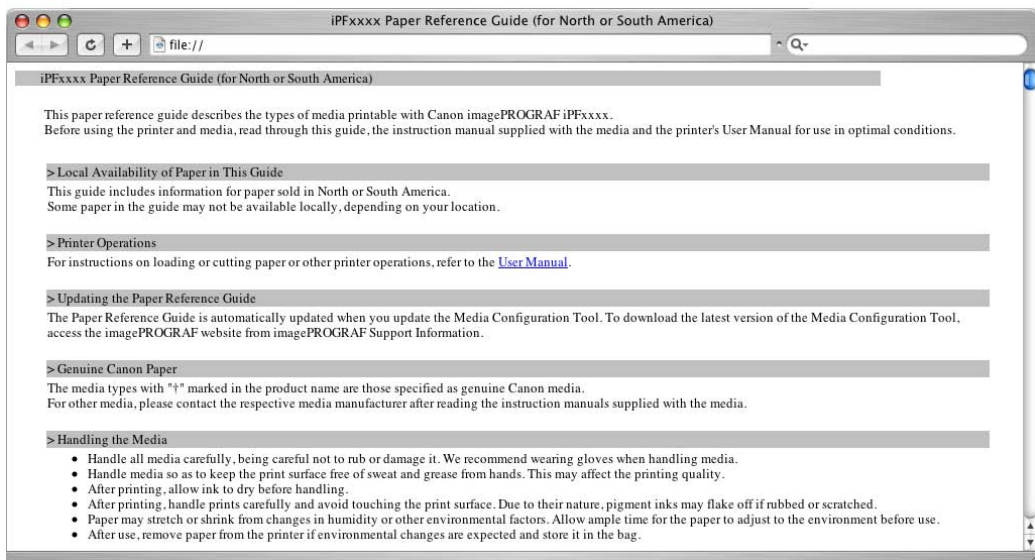 iPFxxxx Paper Reference Guide (for North or South America)
file://
iPFxxxx Paper Reference Guide (for North or South America)
This paper reference guide describes the types of media printable with Canon imagePROGRAF iPFxxxx.
Before using the printer and media, read through this guide, the instruction manual supplied with the media and the printer's User Manual for use in optimal conditions.
> Local Availability of Paper in This Guide
This guide includes information for paper sold in North or South America.
Some paper in the guide may not be available locally, depending on your location.
> Printer Operations
For instructions on loading or cutting paper or other printer operations, refer to the User Manual.
> Updating the Paper Reference Guide
The Paper Reference Guide is automatically updated when you update the Media Configuration Tool. To download the latest version of the Media Configuration Tool,
access the imagePROGRAF website from imagePROGRAF Support Information.
> Genuine Canon Paper
The media types with "†" marked in the product name are those specified as genuine Canon media.
For other media, please contact the respective media manufacturer after reading the instruction manuals supplied with the media.
> Handling the Media
• Handle all media carefully, being careful not to rub or damage it. We recommend wearing gloves when handling media.
• Handle media so as to keep the print surface free of sweat and grease from hands. This may affect the printing quality.
• After printing, allow ink to dry before handling.
• After printing, handle prints carefully and avoid touching the print surface. Due to their nature, pigment inks may flake off if rubbed or scratched.
• Paper may stretch or shrink from changes in humidity or other environmental factors. Allow ample time for the paper to adjust to the environment before use.
• After use, remove paper from the printer if environmental changes are expected and store it in the bag.